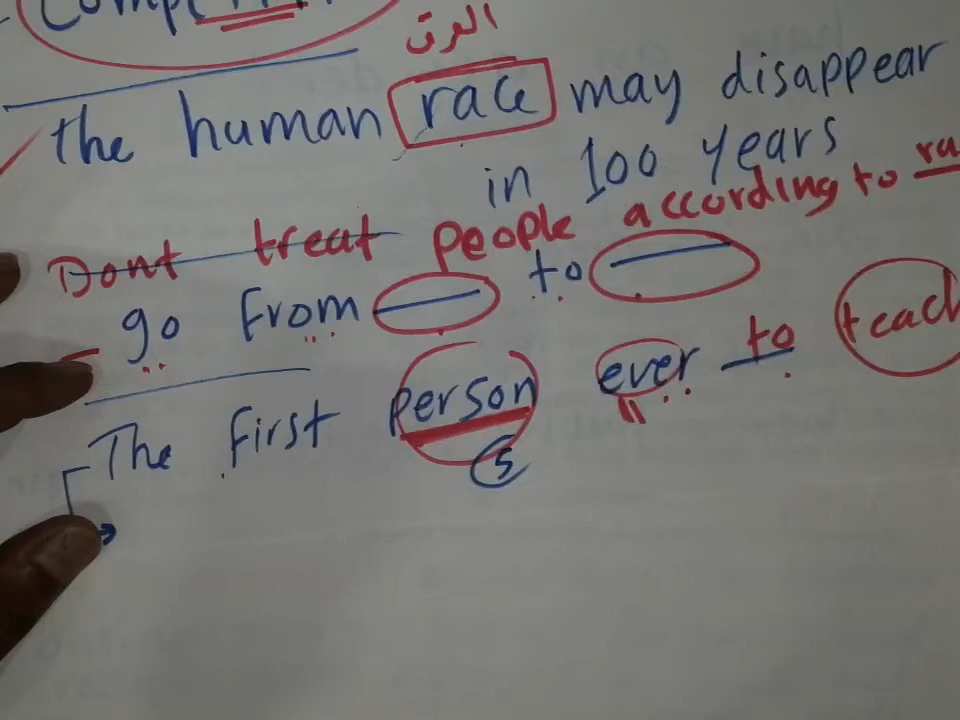 العرق
the human race may disappear
in 100 years
Dont treat people according to
go from — to —
The first person ever to teach
5